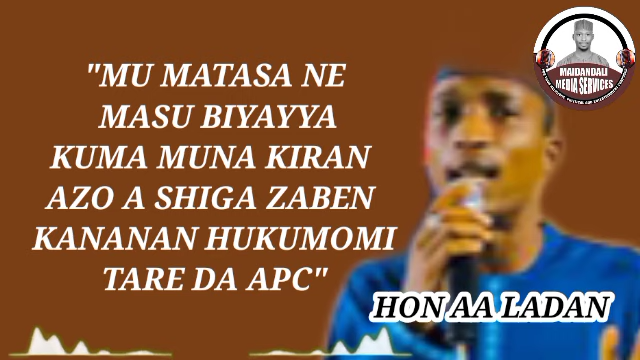 "MU MATASA NE
MASU BIYAYYA
KUMA MUNA KIRAN
AZO A SHIGA ZABEN
KANANAN HUKUMOMI
TARE DA APC"
HON AA LADAN
MAIDANDALI
MEDIA SERVICES